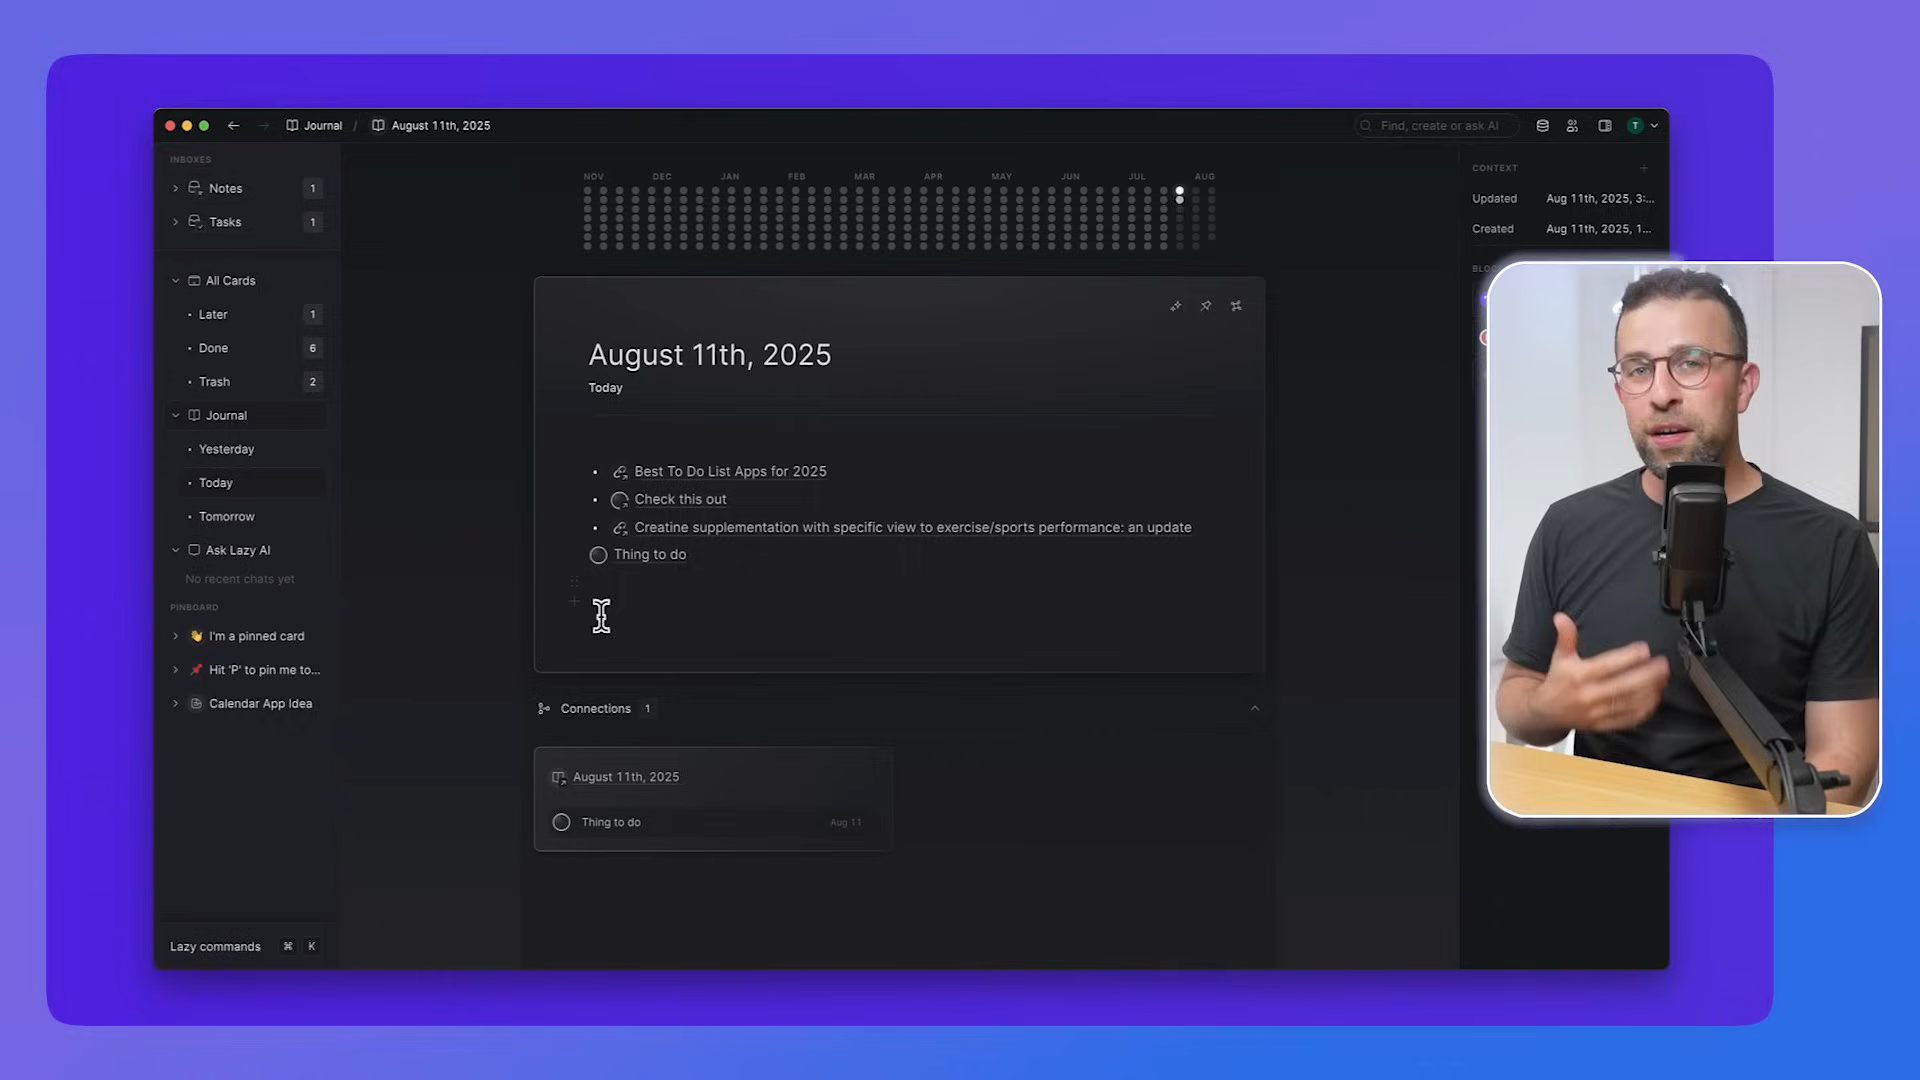 Journal / August 11th, 2025
Find, create or ask AI
T
INBOXES
Notes 1
Tasks 1
All Cards
Later 1
Done 6
Trash 2
Journal
Yesterday
Today
Tomorrow
Ask Lazy AI
No recent chats yet
PINBOARD
I'm a pinned card
Hit 'P' to pin me to...
Calendar App Idea
Lazy commands ⌘ K
NOV DEC JAN FEB MAR APR MAY JUN JUL AUG
August 11th, 2025
Today
• Best To Do List Apps for 2025
• Check this out
• Creatine supplementation with specific view to exercise/sports performance: an update
Thing to do
Connections 1
August 11th, 2025
Thing to do Aug 11
CONTEXT
Updated Aug 11th, 2025, 3:...
Created Aug 11th, 2025, 1...